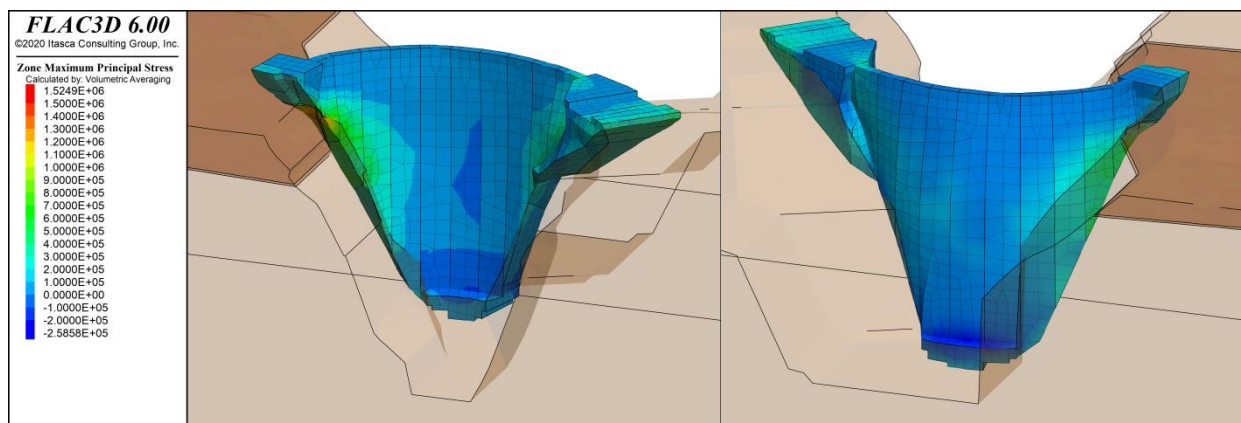 FLAC3D 6.00
©2020 Itasca Consulting Group, Inc.
Zone Maximum Principal Stress
Calculated by: Volumetric Averaging
1.5249E+06
1.5000E+06
1.4000E+06
1.3000E+06
1.2000E+06
1.1000E+06
1.0000E+06
9.0000E+05
8.0000E+05
7.0000E+05
6.0000E+05
5.0000E+05
4.0000E+05
3.0000E+05
2.0000E+05
1.0000E+05
0.0000E+00
-1.0000E+05
-2.0000E+05
-2.5858E+05